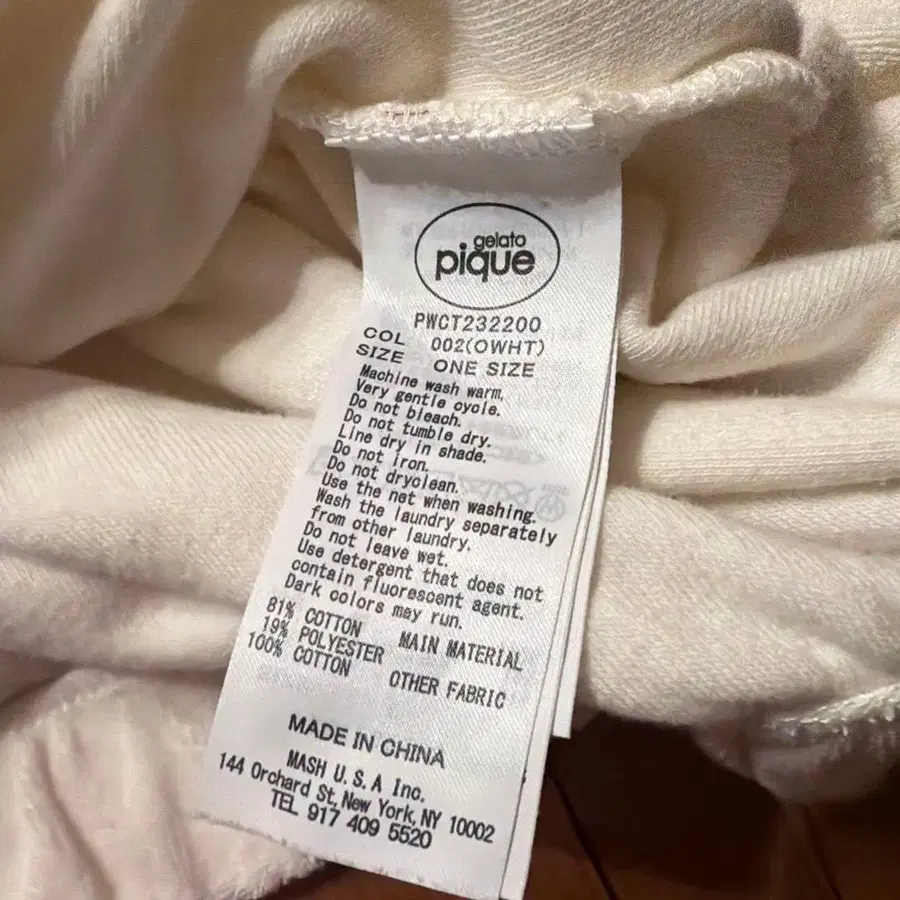 gelato
pique
PWCT232200
COL 002(OWHT)
SIZE ONE SIZE
Machine wash warm,
Very gentle cycle.
Do not bleach.
Do not tumble dry.
Line dry in shade.
Do not iron.
Do not dryclean.
Use the net when washing.
Wash the laundry separately
from other laundry.
Do not leave wet.
Use detergent that does not
contain fluorescent agent.
Dark colors may run.
81% COTTON
19% POLYESTER MAIN MATERIAL
100% COTTON OTHER FABRIC
MADE IN CHINA
MASH U.S.A Inc.
144 Orchard St, New York, NY 10002
TEL 917 409 5520